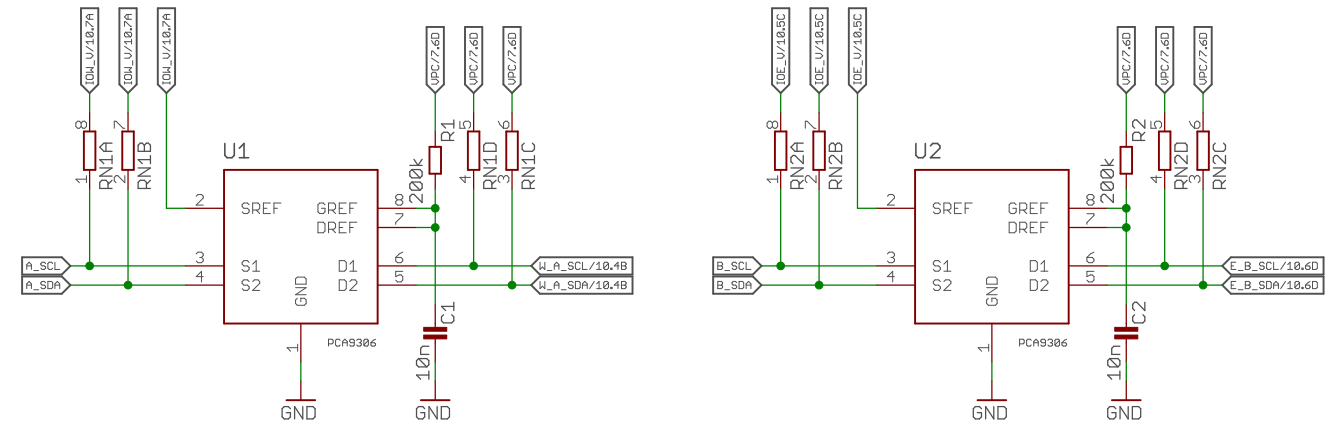 IOW_V/10.7A
IOW_V/10.7A
IOW_V/10.7A
VPC/7.6D
VPC/7.6D
VPC/7.6D
8
RN1A
1
7
RN1B
2
R1
200k
5
RN1D
4
6
RN1C
3
U1
2
SREF
GREF
8
DREF
7
3
S1
D1
6
4
S2
D2
5
GND
1
PCA9306
A_SCL
A_SDA
W_A_SCL/10.4B
W_A_SDA/10.4B
C1
10n
GND
GND
IOE_V/10.5C
IOE_V/10.5C
IOE_V/10.5C
VPC/7.6D
VPC/7.6D
VPC/7.6D
8
RN2A
1
7
RN2B
2
R2
200k
5
RN2D
4
6
RN2C
3
U2
2
SREF
GREF
8
DREF
7
3
S1
D1
6
4
S2
D2
5
GND
1
PCA9306
B_SCL
B_SDA
E_B_SCL/10.6D
E_B_SDA/10.6D
C2
10n
GND
GND